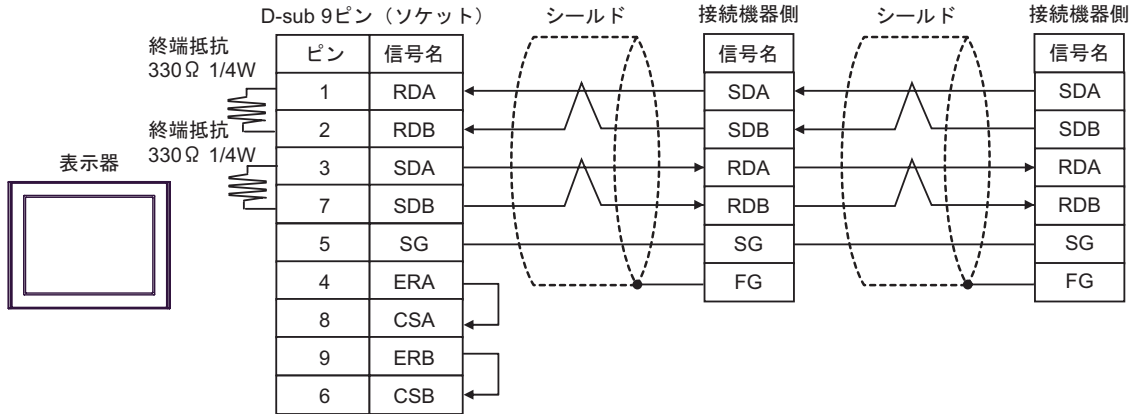 D-sub 9ピン（ソケット）
シールド
接続機器側
シールド
接続機器側
終端抵抗
330Ω 1/4W
終端抵抗
330Ω 1/4W
表示器
ピン 信号名
1 RDA
2 RDB
3 SDA
7 SDB
5 SG
4 ERA
8 CSA
9 ERB
6 CSB
信号名
SDA
SDB
RDA
RDB
SG
FG
信号名
SDA
SDB
RDA
RDB
SG
FG